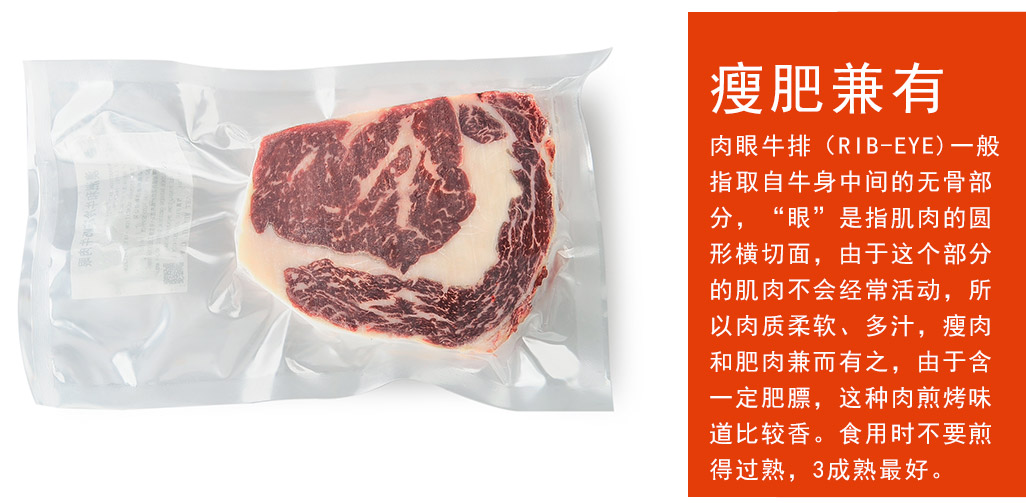 瘦肥兼有
肉眼牛排（RIB-EYE)一般
指取自牛身中间的无骨部
分，“眼”是指肌肉的圆
形横切面，由于这个部分
的肌肉不会经常活动，所
以肉质柔软、多汁，瘦肉
和肥肉兼而有之，由于含
一定肥膘，这种肉煎烤味
道比较香。食用时不要煎
得过熟，3成熟最好。